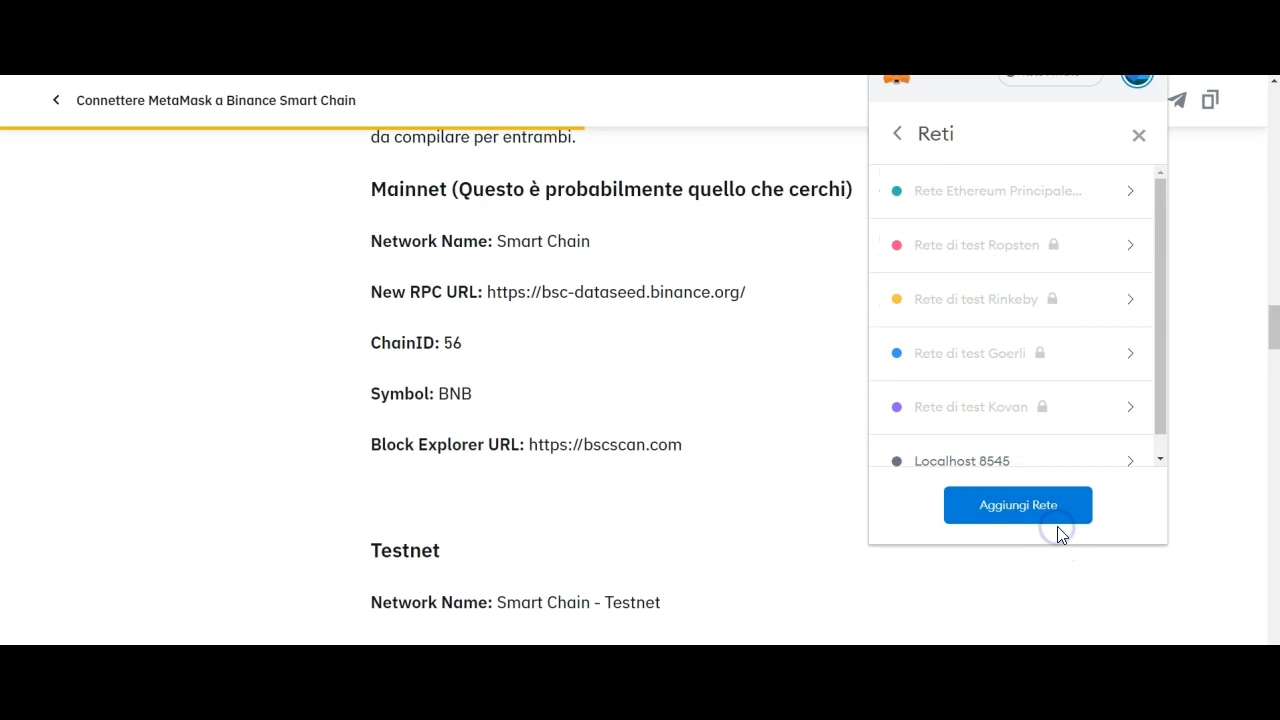 Connettere MetaMask a Binance Smart Chain
da compilare per entrambi.
Mainnet (Questo è probabilmente quello che cerchi)
Network Name: Smart Chain
New RPC URL: https://bsc-dataseed.binance.org/
ChainID: 56
Symbol: BNB
Block Explorer URL: https://bscscan.com
Testnet
Network Name: Smart Chain - Testnet
Reti
Rete Ethereum Principale...
Rete di test Ropsten
Rete di test Rinkeby
Rete di test Goerli
Rete di test Kovan
Localhost 8545
Aggiungi Rete